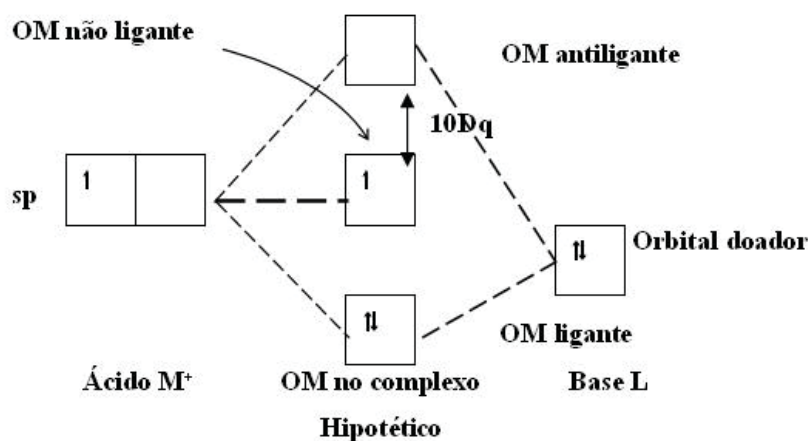 OM não ligante
OM antiligante
10Dq
sp
Orbital doador
OM ligante
Ácido M⁺
OM no complexo
Base L
Hipotético